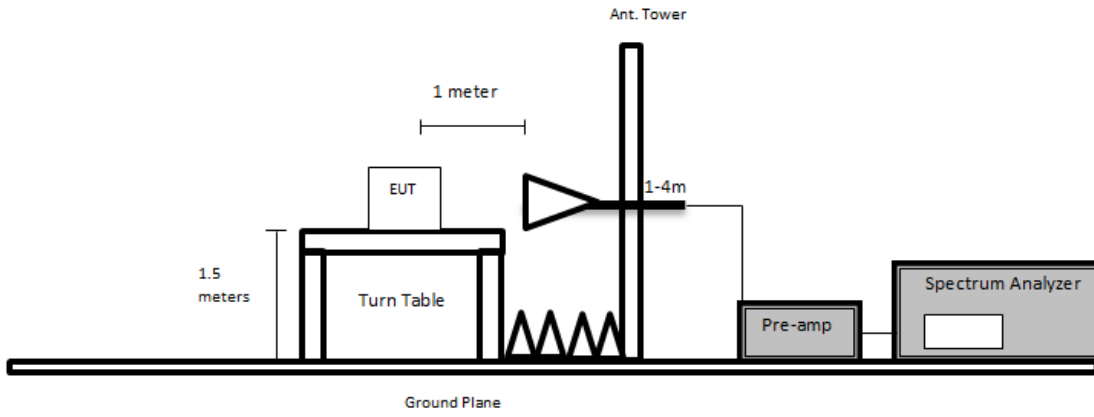 Ant. Tower
1 meter
EUT
1-4m
1.5
meters
Turn Table
Spectrum Analyzer
Pre-amp
Ground Plane